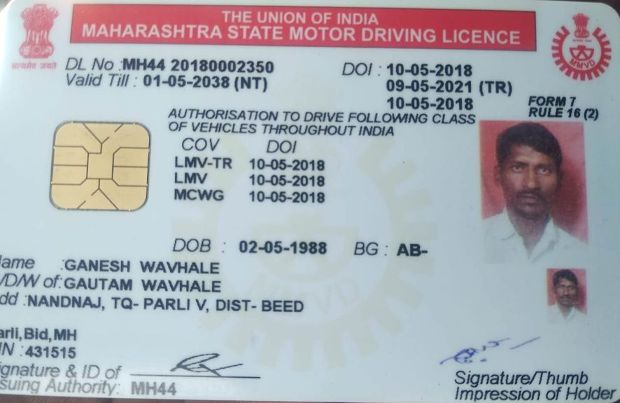 THE UNION OF INDIA
MAHARASHTRA STATE MOTOR DRIVING LICENCE
सत्यमेव जयते
MMVD
DL No : MH44 20180002350 DOI : 10-05-2018
Valid Till : 01-05-2038 (NT) 09-05-2021 (TR)
10-05-2018
FORM 7
RULE 16 (2)
AUTHORISATION TO DRIVE FOLLOWING CLASS
OF VEHICLES THROUGHOUT INDIA
COV DOI
LMV-TR 10-05-2018
LMV 10-05-2018
MCWG 10-05-2018
DOB : 02-05-1988 BG : AB-
MMVD
ame : GANESH WAVHALE
/D/W of : GAUTAM WAVHALE
dd : NANDNAJ, TQ- PARLI V, DIST- BEED
arli,Bid,MH
IN : 431515
ignature & ID of
suing Authority: MH44
Signature/Thumb
Impression of Holder